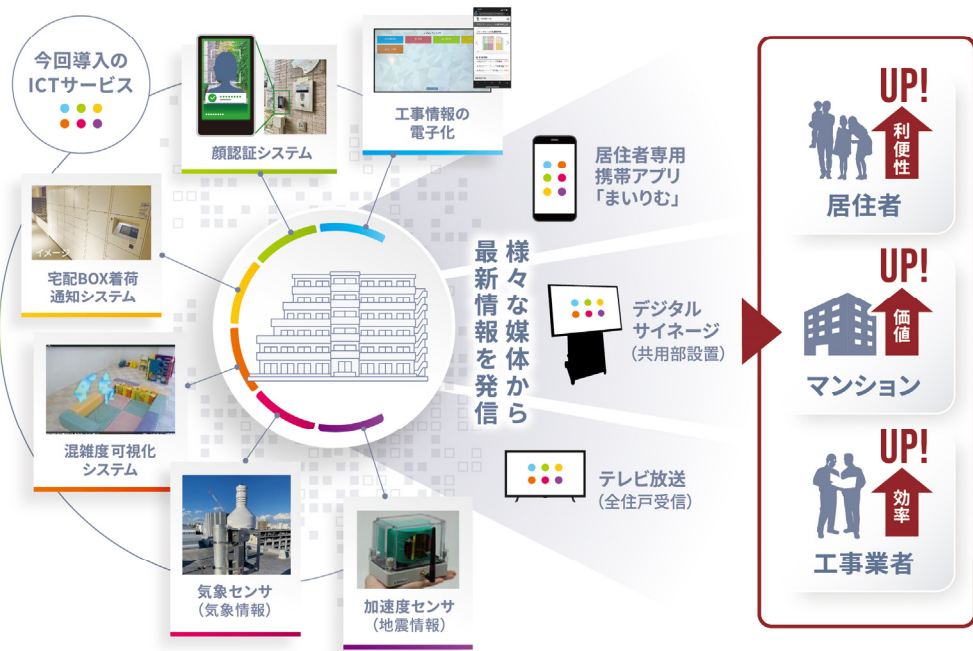 今回導入の
ICTサービス
顔認証システム
工事情報の
電子化
イメージ
宅配BOX着荷
通知システム
混雑度可視化
システム
気象センサ
（気象情報）
加速度センサ
（地震情報）
様々な媒体から
最新情報を発信
居住者専用
携帯アプリ
「まいりむ」
デジタル
サイネージ
（共用部設置）
テレビ放送
（全住戸受信）
UP!
利便性
居住者
UP!
価値
マンション
UP!
効率
工事業者